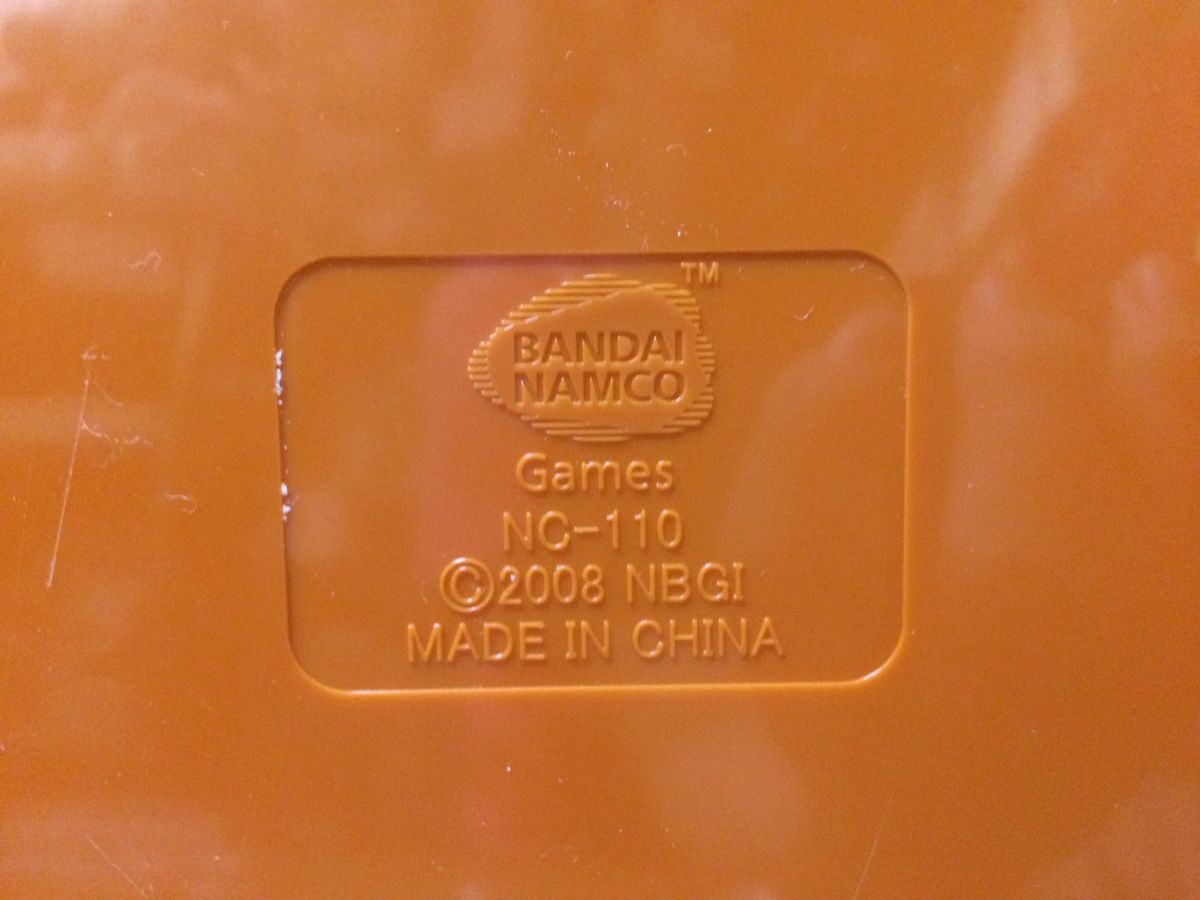 TM
BANDAI
NAMCO
Games
NC-110
©2008 NBGI
MADE IN CHINA